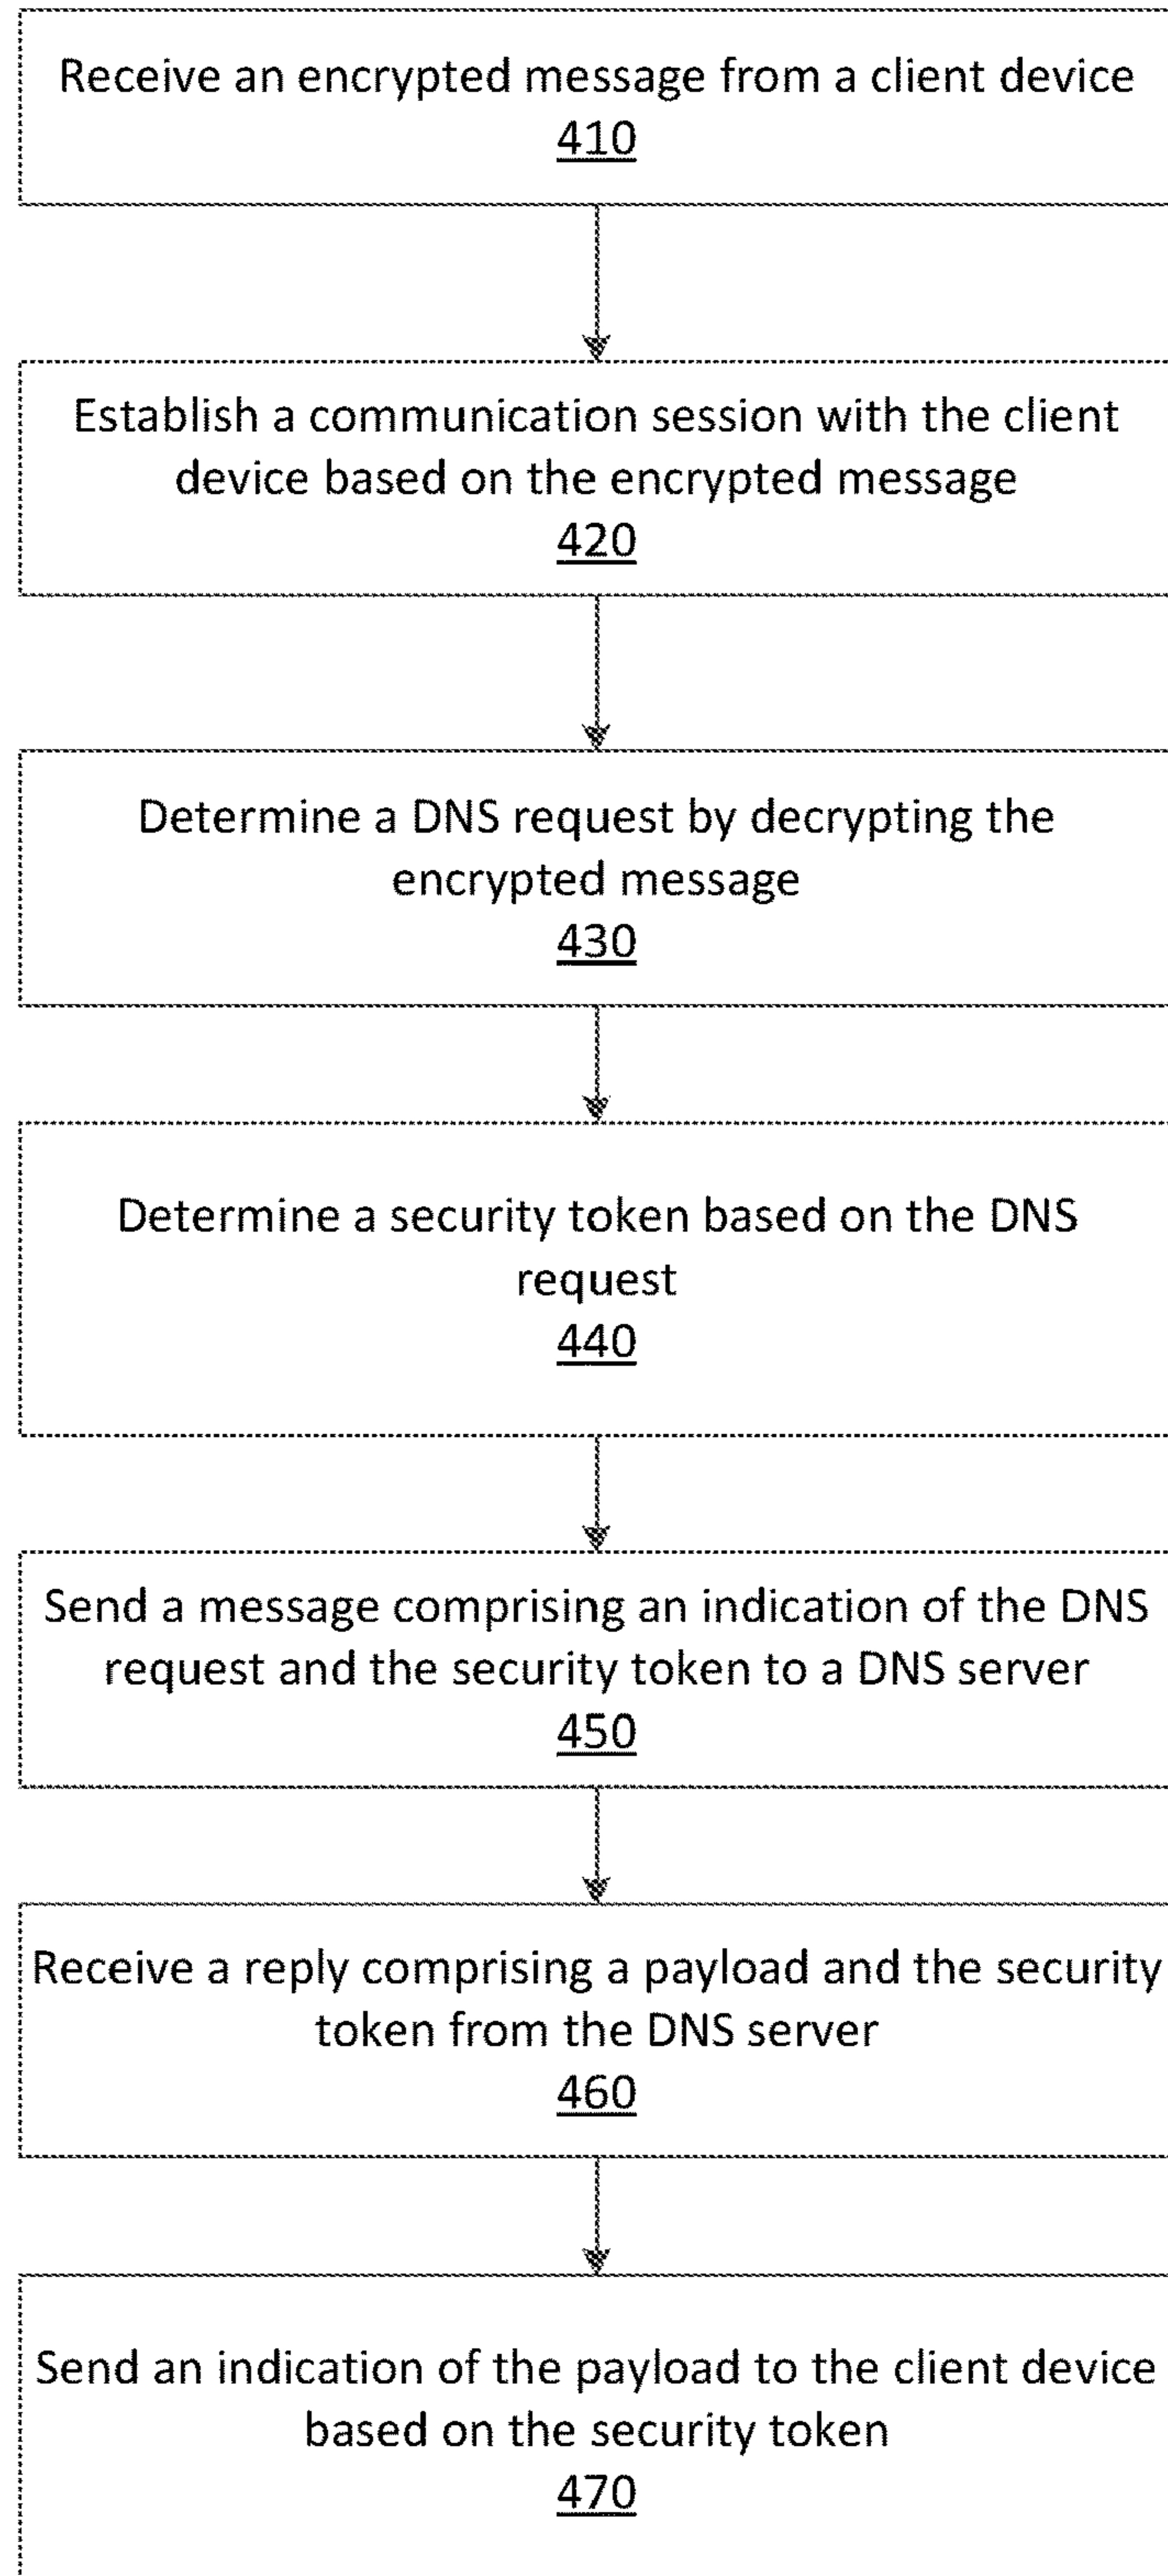 Receive an encrypted message from a client device
410
Establish a communication session with the client
device based on the encrypted message
420
Determine a DNS request by decrypting the
encrypted message
430
Determine a security token based on the DNS
request
440
Send a message comprising an indication of the DNS
request and the security token to a DNS server
450
Receive a reply comprising a payload and the security
token from the DNS server
460
Send an indication of the payload to the client device
based on the security token
470